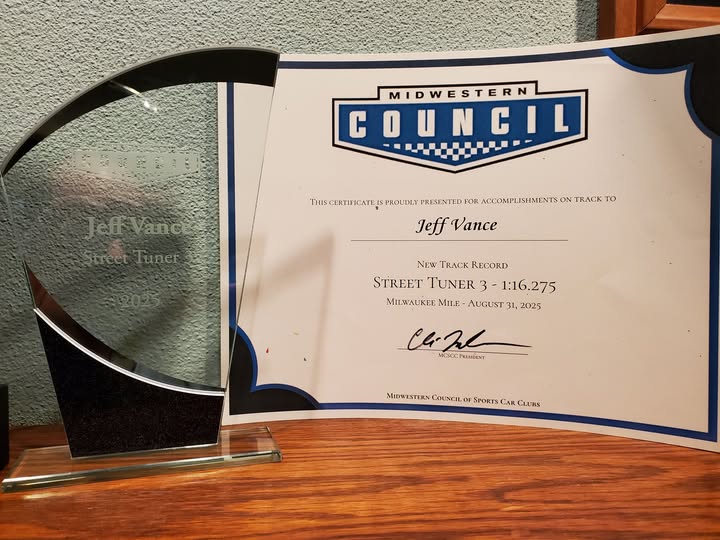 Jeff Vance
Street Tuner
2025
MIDWESTERN
COUNCIL
This certificate is proudly presented for accomplishments on track to
Jeff Vance
New Track Record
Street Tuner 3 - 1:16.275
Milwaukee Mile - August 31, 2025
MCSCC President
Midwestern Council of Sports Car Clubs